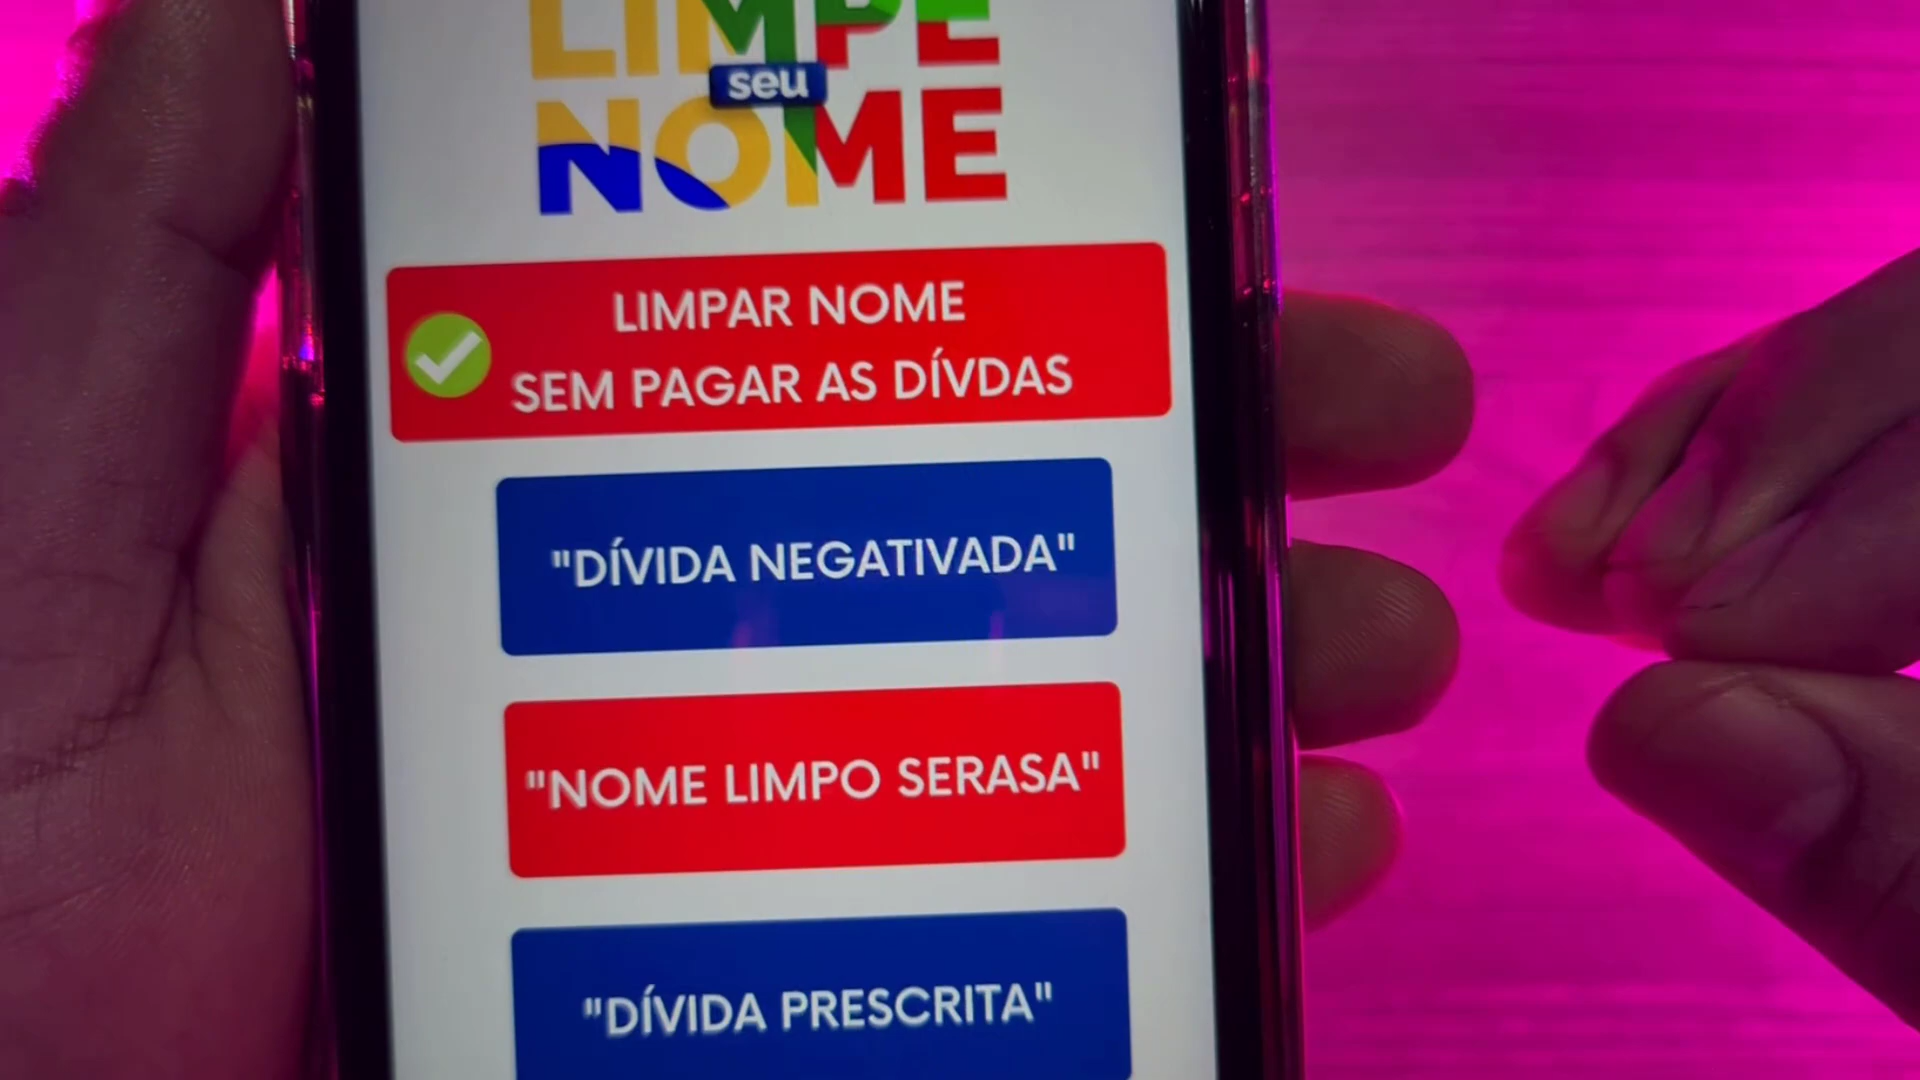 LIMPE
seu
NOME
LIMPAR NOME
SEM PAGAR AS DÍVDAS
"DÍVIDA NEGATIVADA"
"NOME LIMPO SERASA"
"DÍVIDA PRESCRITA"